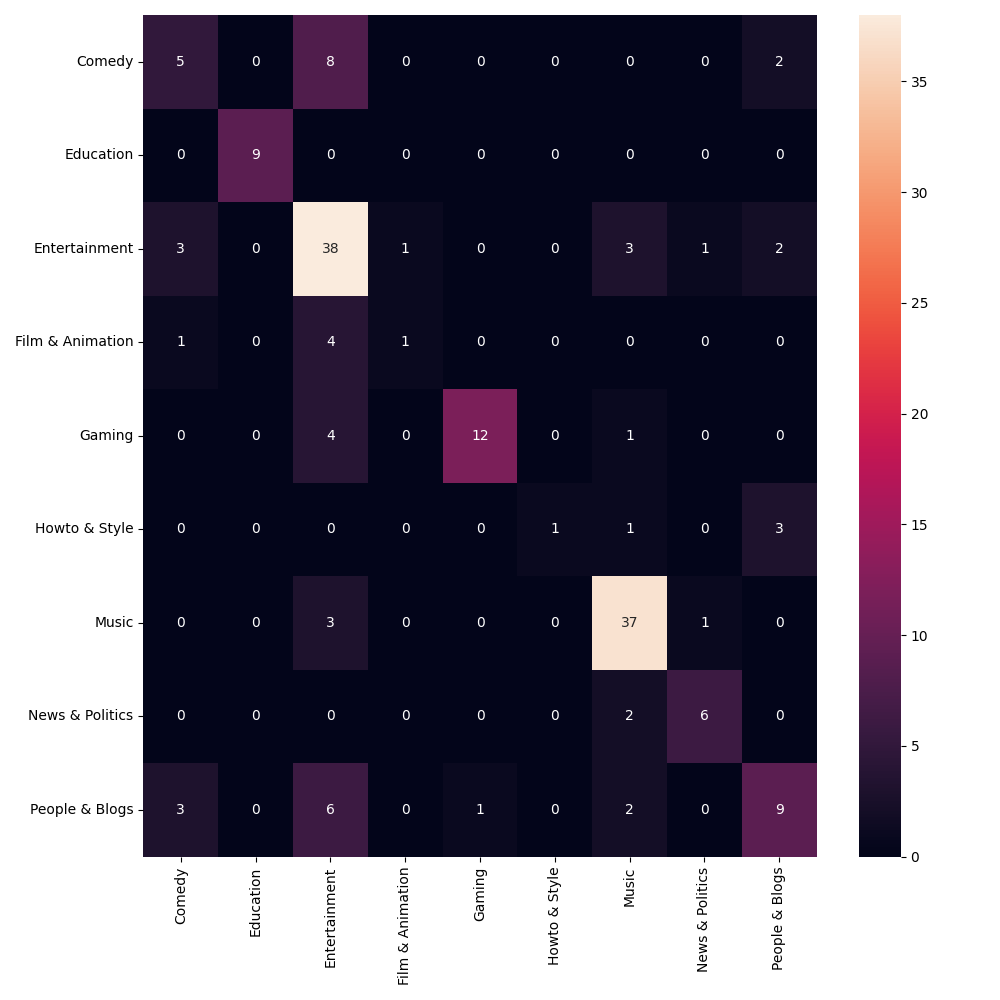 Comedy 5 0 8 0 0 0 0 0 2
Education 0 9 0 0 0 0 0 0 0
Entertainment 3 0 38 1 0 0 3 1 2
Film & Animation 1 0 4 1 0 0 0 0 0
Gaming 0 0 4 0 12 0 1 0 0
Howto & Style 0 0 0 0 0 1 1 0 3
Music 0 0 3 0 0 0 37 1 0
News & Politics 0 0 0 0 0 0 2 6 0
People & Blogs 3 0 6 0 1 0 2 0 9
Comedy
Education
Entertainment
Film & Animation
Gaming
Howto & Style
Music
News & Politics
People & Blogs
35
30
25
20
15
10
5
0